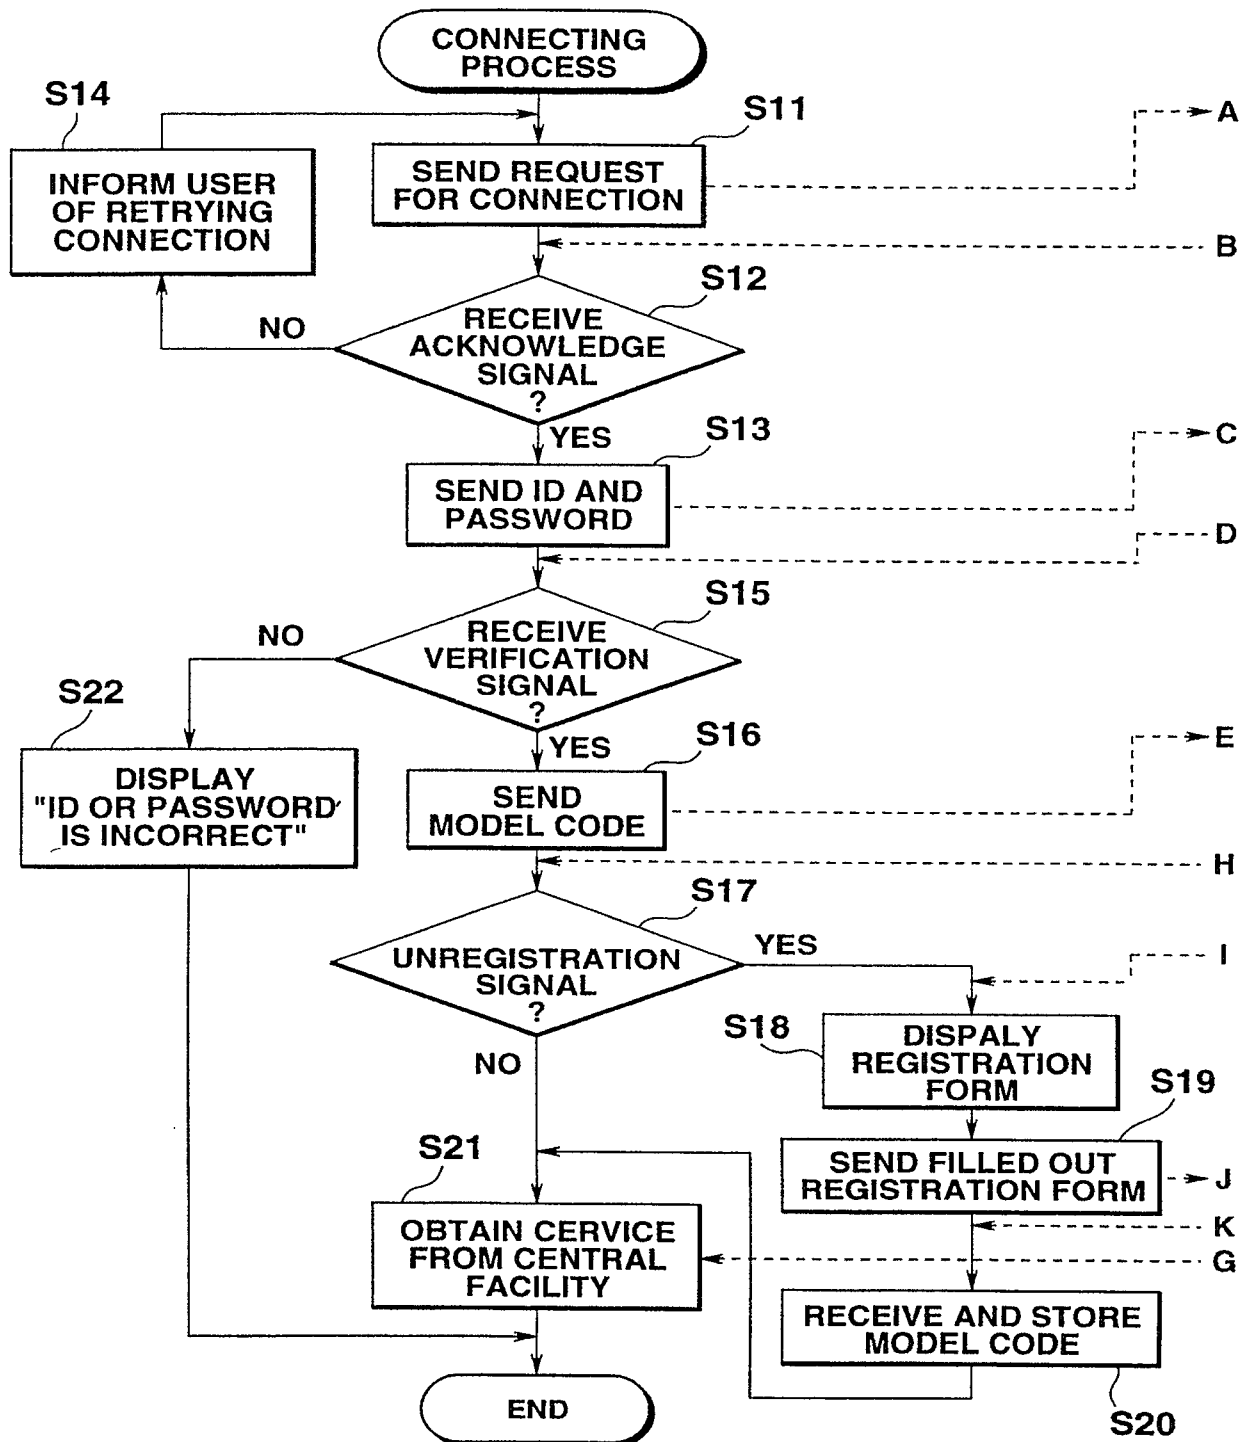 CONNECTING
PROCESS
S14
S11
A
INFORM USER
OF RETRYING
CONNECTION
SEND REQUEST
FOR CONNECTION
B
S12
NO
RECEIVE
ACKNOWLEDGE
SIGNAL
?
YES
S13
C
SEND ID AND
PASSWORD
D
S15
NO
RECEIVE
VERIFICATION
SIGNAL
?
S22
YES
S16
E
DISPLAY
"ID OR PASSWORD
IS INCORRECT"
SEND
MODEL CODE
H
S17
YES
UNREGISTRATION
SIGNAL
?
I
S18
DISPALY
REGISTRATION
FORM
NO
S19
S21
SEND FILLED OUT
REGISTRATION FORM
J
K
OBTAIN CERVICE
FROM CENTRAL
FACILITY
G
RECEIVE AND STORE
MODEL CODE
END
S20